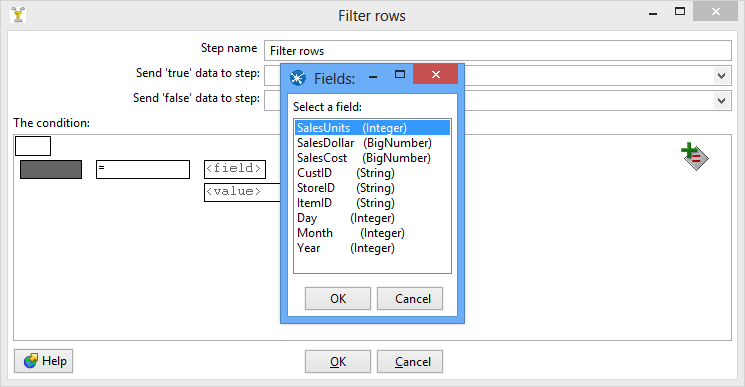 Filter rows
Step name Filter rows
Send 'true' data to step:
Send 'false' data to step:
The condition:
= <field>
<value>
Fields:
Select a field:
SalesUnits (Integer)
SalesDollar (BigNumber)
SalesCost (BigNumber)
CustID (String)
StoreID (String)
ItemID (String)
Day (Integer)
Month (Integer)
Year (Integer)
OK Cancel
Help OK Cancel